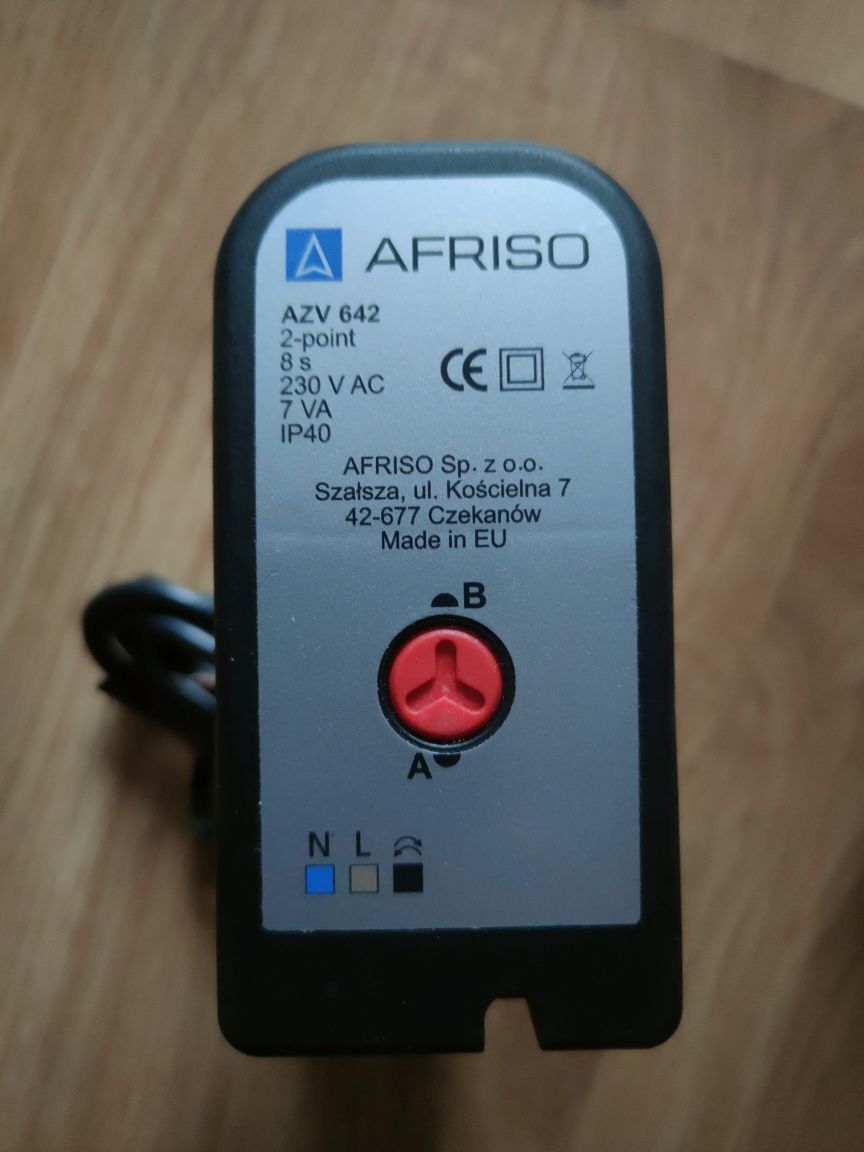 AFRISO
AZV 642
2-point
8 s
230 V AC
7 VA
IP40
CE
AFRISO Sp. z o.o.
Szałsza, ul. Kościelna 7
42-677 Czekanów
Made in EU
B
A
N L